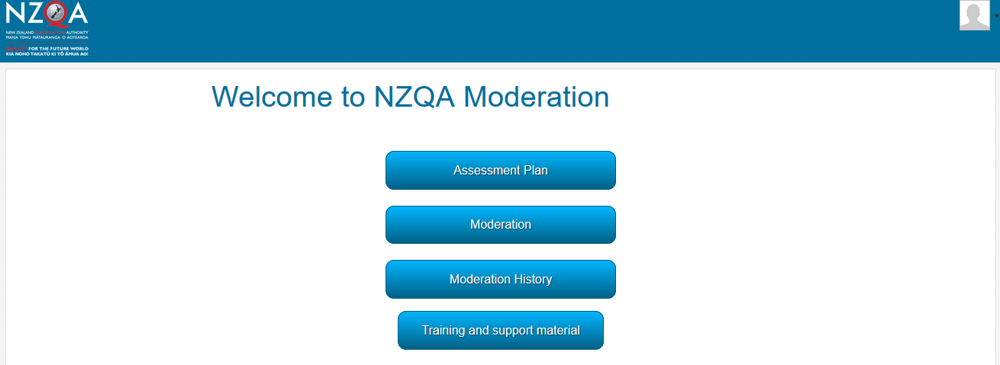 NZQA
NEW ZEALAND QUALIFICATIONS AUTHORITY
MANA TOHU MĀTAURANGA O AOTEAROA
QUALIFY FOR THE FUTURE WORLD
KIA NOHO TAKATŪ KI TŌ ĀMUA AO!
Welcome to NZQA Moderation
Assessment Plan
Moderation
Moderation History
Training and support material